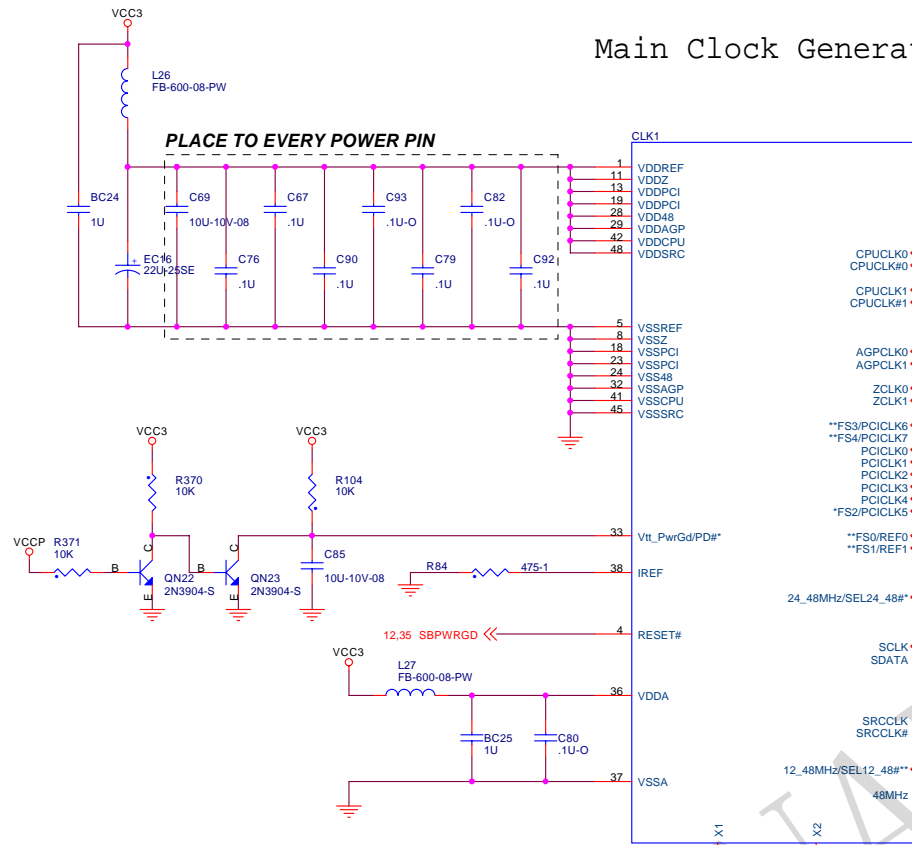 VCC3
Main Clock Genera
L26
FB-600-08-PW
PLACE TO EVERY POWER PIN
CLK1
BC24
1U
EC16
22U-25SE
C69
10U-10V-08
C67
.1U
C93
.1U-O
C82
.1U-O
C76
.1U
C90
.1U
C79
.1U
C92
.1U
1 VDDREF
11 VDDZ
13 VDDPCI
19 VDDPCI
28 VDD48
29 VDDAGP
42 VDDCPU
48 VDDSRC
5 VSSREF
8 VSSZ
18 VSSPCI
23 VSSPCI
24 VSS48
32 VSSAGP
41 VSSCPU
45 VSSSRC
CPUCLK0
CPUCLK#0
CPUCLK1
CPUCLK#1
AGPCLK0
AGPCLK1
ZCLK0
ZCLK1
**FS3/PCICLK6
**FS4/PCICLK7
PCICLK0
PCICLK1
PCICLK2
PCICLK3
PCICLK4
*FS2/PCICLK5
**FS0/REF0
**FS1/REF1
24_48MHz/SEL24_48#*
SCLK
SDATA
SRCCLK
SRCCLK#
12_48MHz/SEL12_48#**
48MHz
VCC3
R370
10K
VCC3
R104
10K
VCCP
R371
10K
B
C
E
QN22
2N3904-S
B
C
E
QN23
2N3904-S
C85
10U-10V-08
33 Vtt_PwrGd/PD#*
R84
475-1
38 IREF
12,35 SBPWRGD
4 RESET#
VCC3
L27
FB-600-08-PW
36 VDDA
BC25
1U
C80
.1U-O
37 VSSA
X1
X2